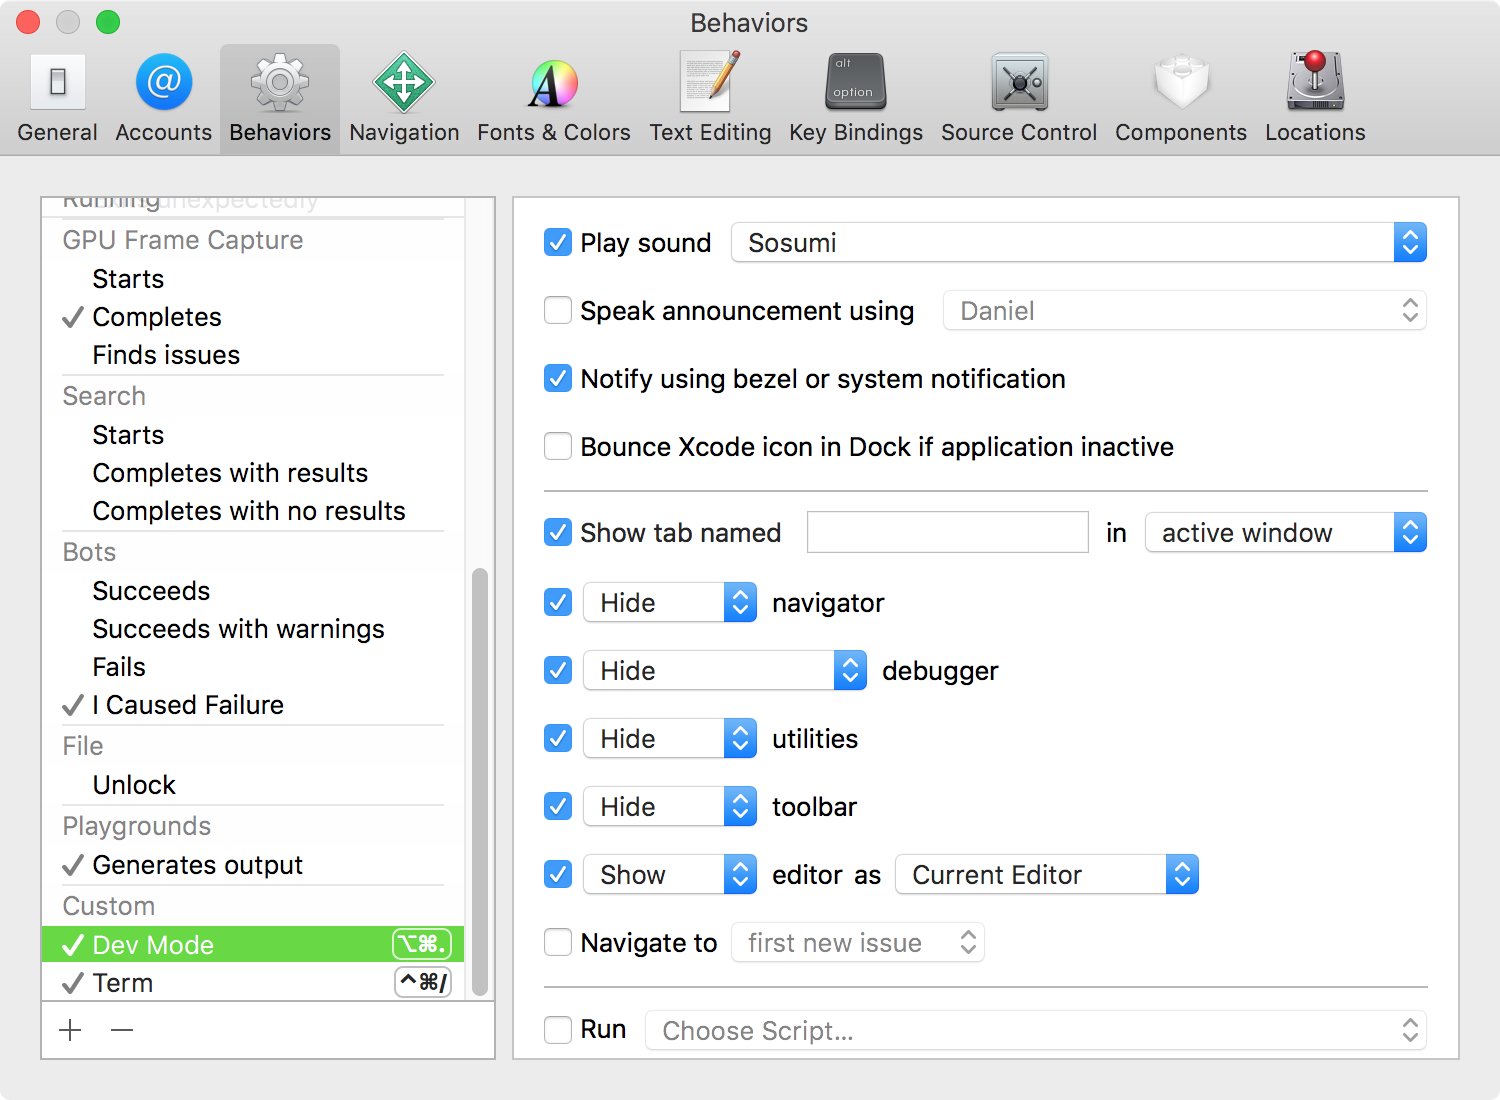 Behaviors
General Accounts Behaviors Navigation Fonts & Colors Text Editing Key Bindings Source Control Components Locations
alt
option
Running
unexpectedly
GPU Frame Capture
Starts
✓ Completes
Finds issues
Search
Starts
Completes with results
Completes with no results
Bots
Succeeds
Succeeds with warnings
Fails
✓ I Caused Failure
File
Unlock
Playgrounds
✓ Generates output
Custom
✓ Dev Mode ⌥⌘.
✓ Term ^⌘/
Play sound Sosumi
Speak announcement using Daniel
Notify using bezel or system notification
Bounce Xcode icon in Dock if application inactive
Show tab named in active window
Hide navigator
Hide debugger
Hide utilities
Hide toolbar
Show editor as Current Editor
Navigate to first new issue
Run Choose Script...